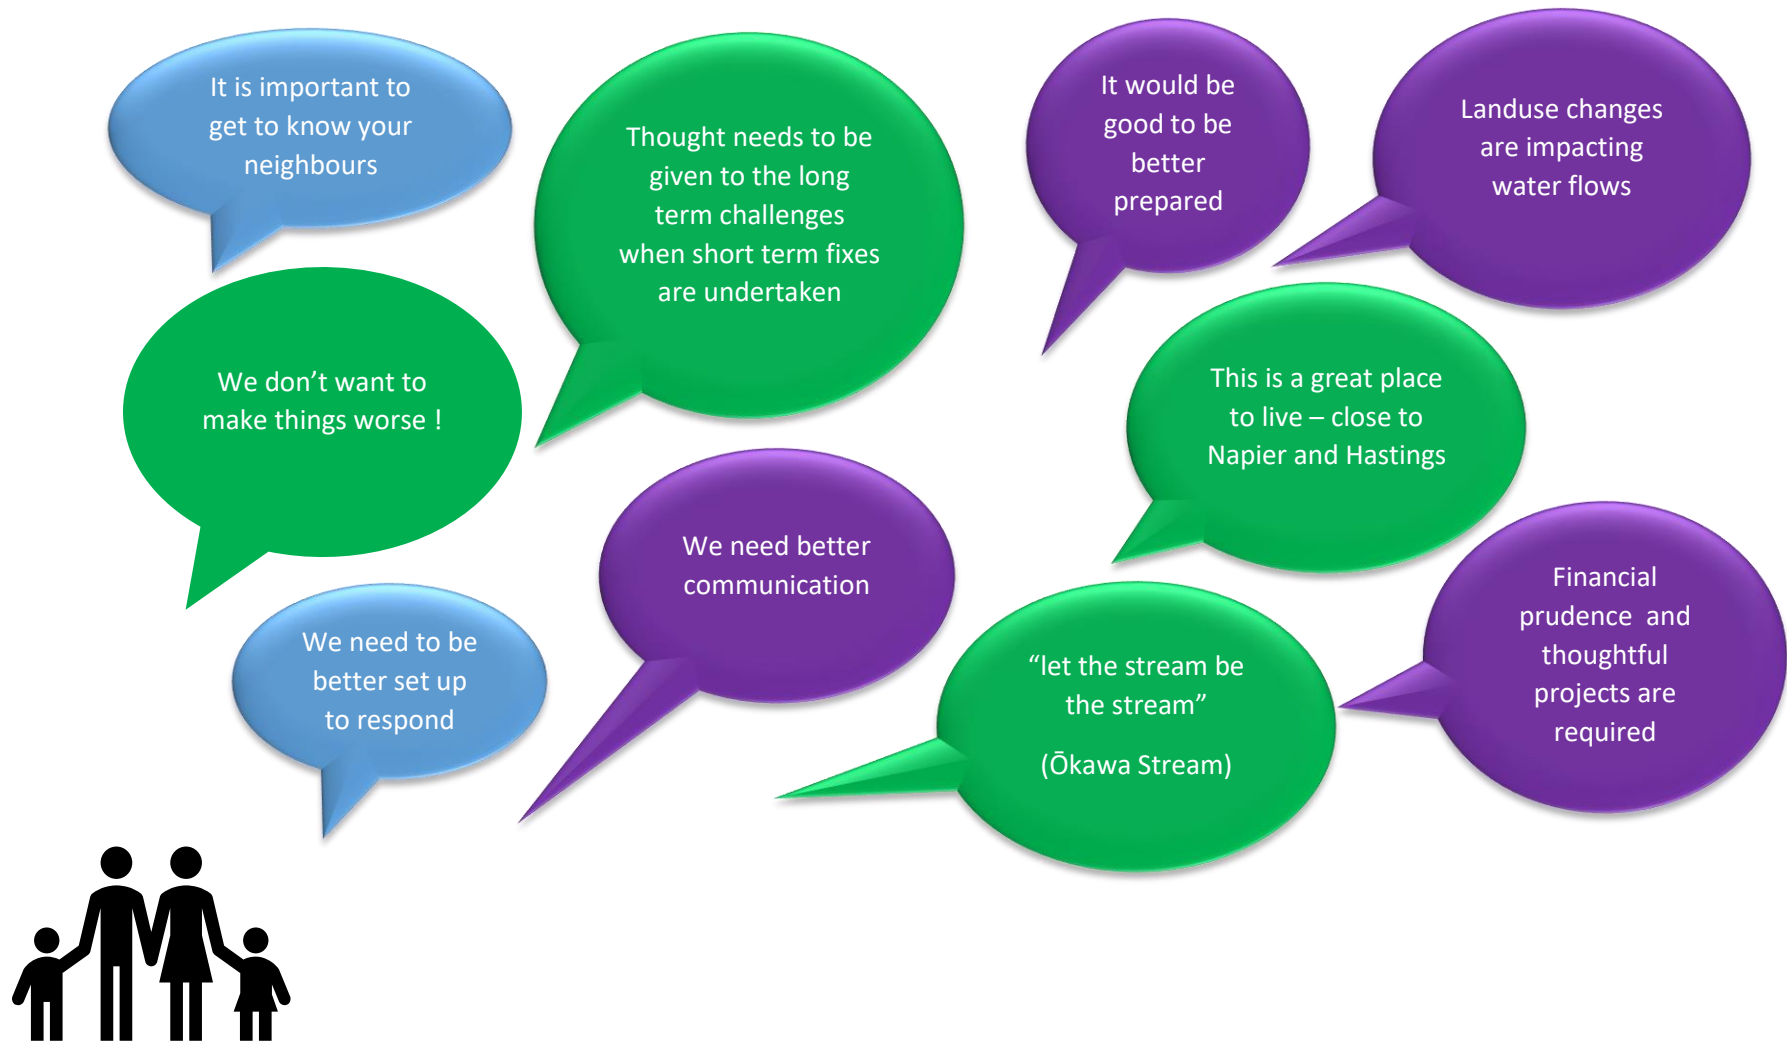 It is important to
get to know your
neighbours
Thought needs to be
given to the long
term challenges
when short term fixes
are undertaken
It would be
good to be
better
prepared
Landuse changes
are impacting
water flows
We don’t want to
make things worse !
This is a great place
to live – close to
Napier and Hastings
We need better
communication
Financial
prudence  and
thoughtful
projects are
required
We need to be
better set up
to respond
“let the stream be
the stream”
(Ōkawa Stream)